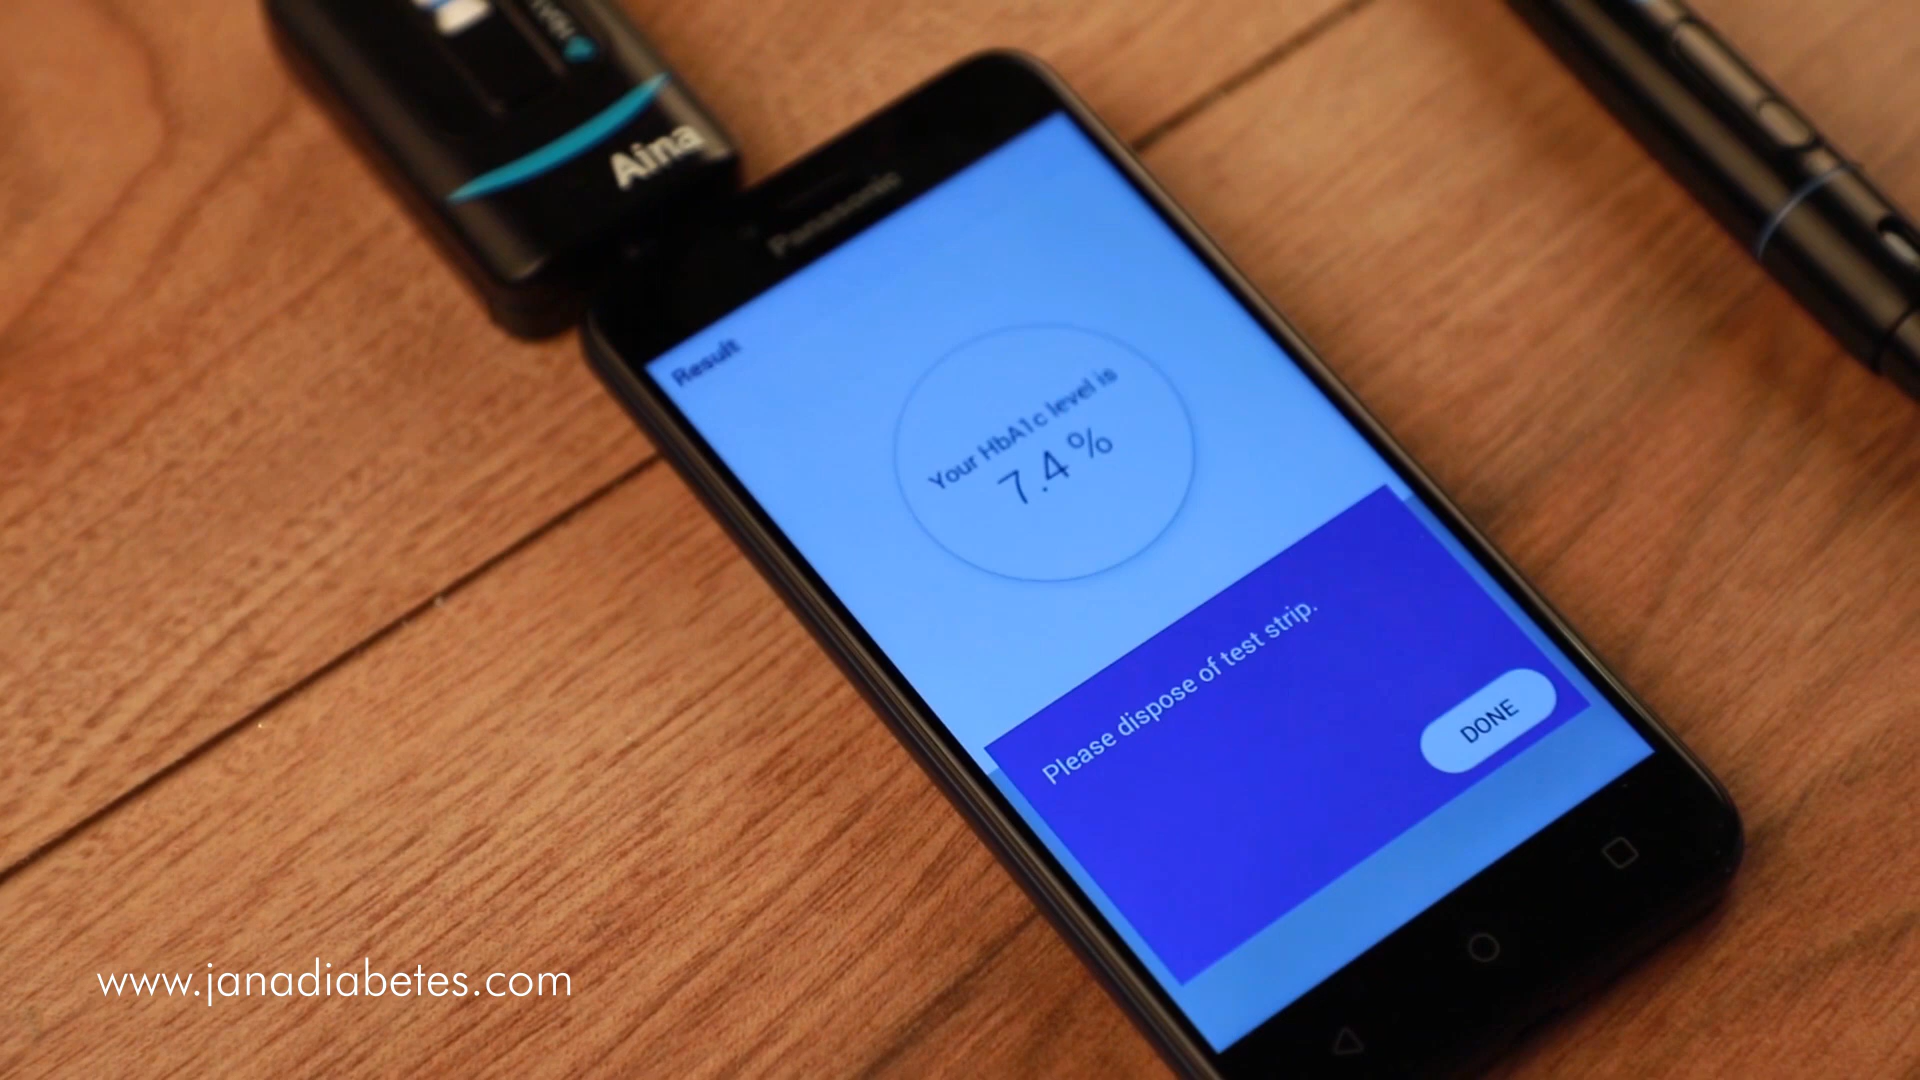 Aina
Panasonic
Result
Your HbA1c level is
7.4 %
Please dispose of test strip.
DONE
www.janadiabetes.com